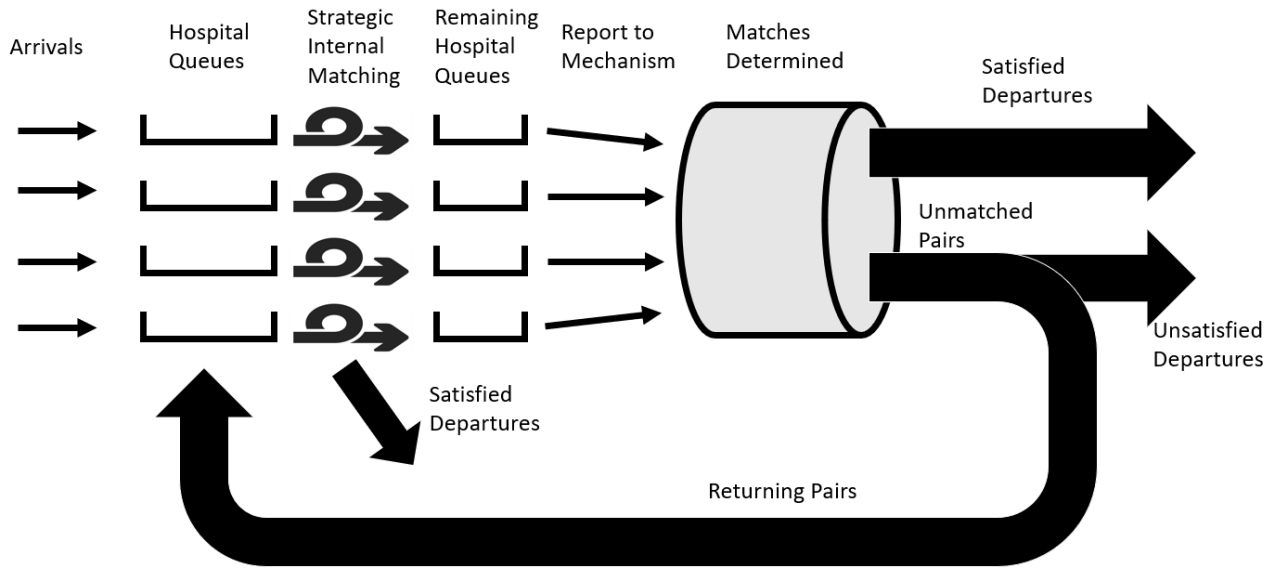 Arrivals
Hospital
Queues
Strategic
Internal
Matching
Remaining
Hospital
Queues
Report to
Mechanism
Matches
Determined
Satisfied
Departures
Unmatched
Pairs
Unsatisfied
Departures
Satisfied
Departures
Returning Pairs